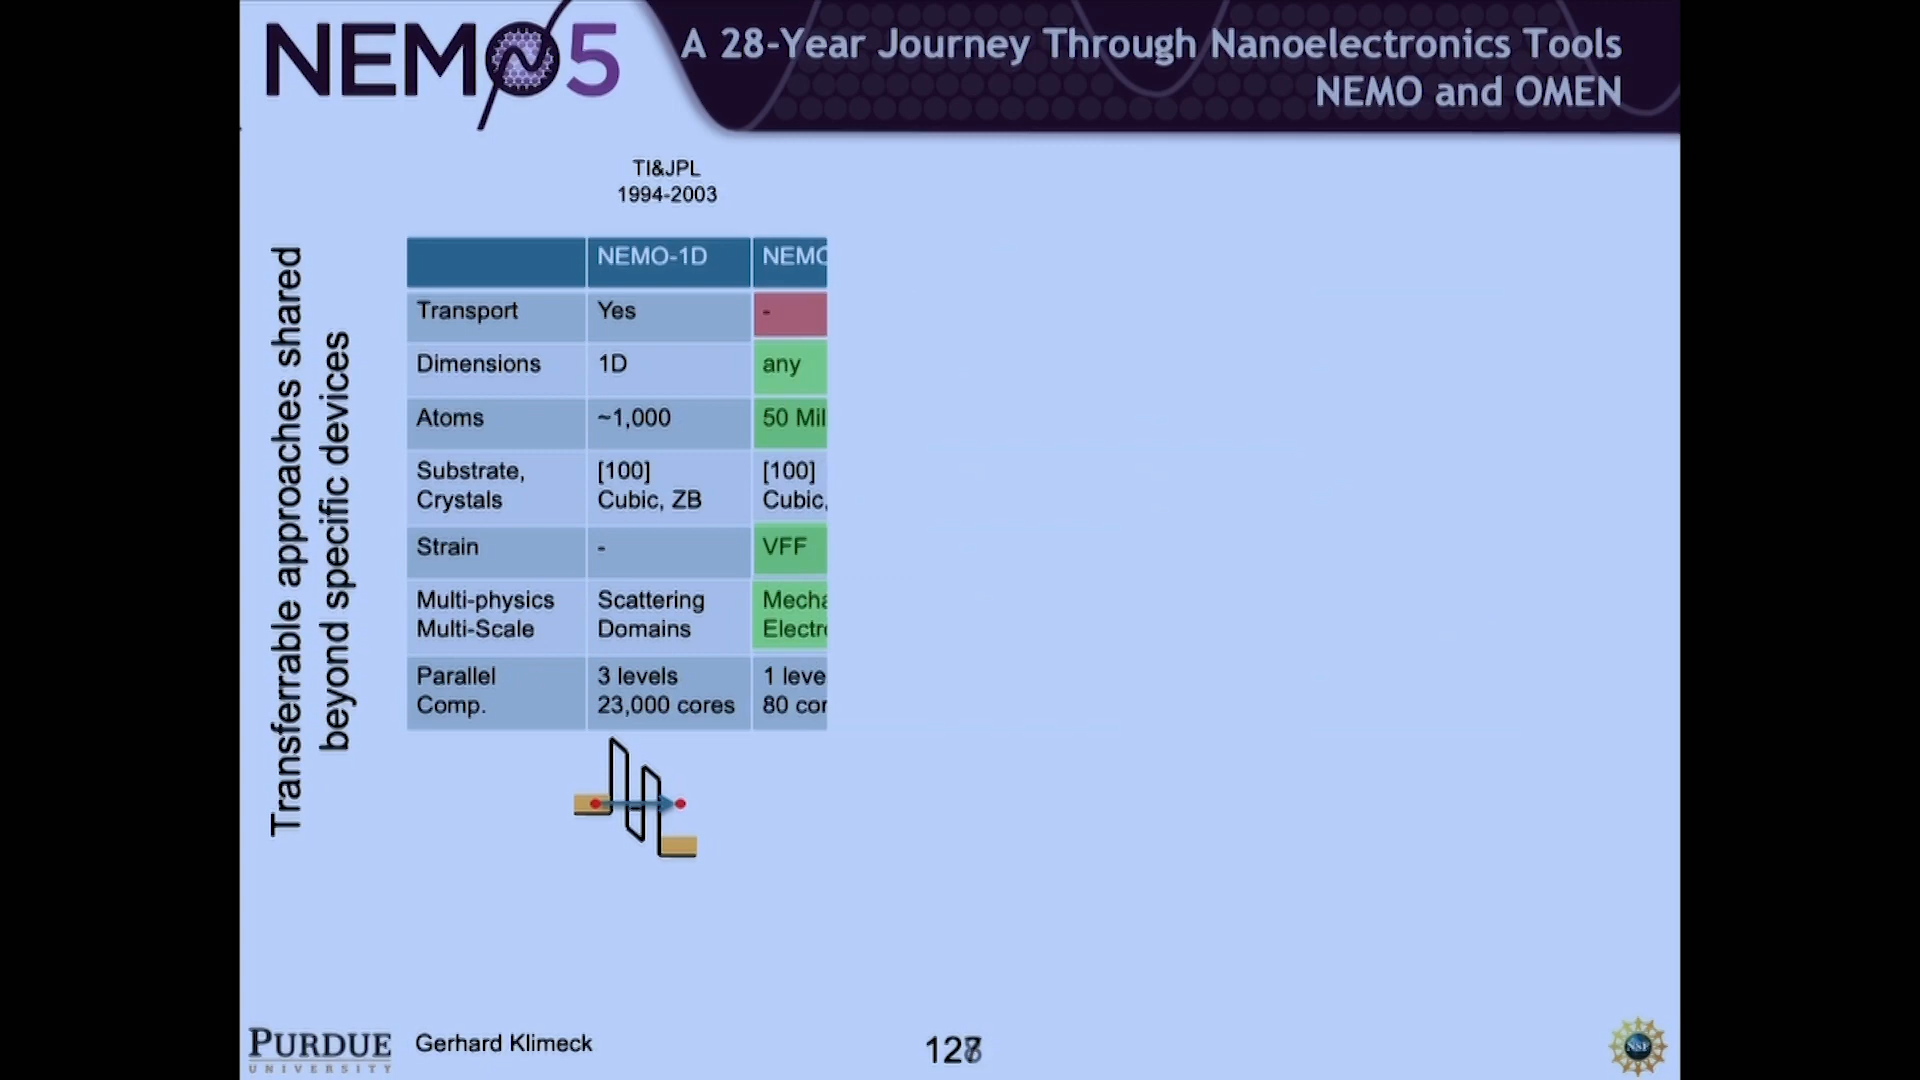 NEMO5
A 28-Year Journey Through Nanoelectronics Tools
NEMO and OMEN
TI&JPL
1994-2003
Transferrable approaches shared
beyond specific devices
NEMO-1D NEMO
Transport Yes -
Dimensions 1D any
Atoms ~1,000 50 Mil
Substrate, [100] [100]
Crystals Cubic, ZB Cubic,
Strain - VFF
Multi-physics Scattering Mecha
Multi-Scale Domains Electro
Parallel 3 levels 1 leve
Comp. 23,000 cores 80 cor
PURDUE
UNIVERSITY
Gerhard Klimeck
NSF